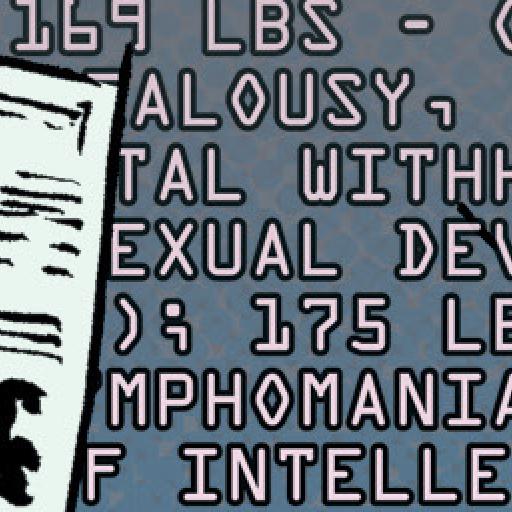 169 LBS -
ALOUSY,
TAL WITHH
EXUAL DEV
); 175 LB
MPHOMANIA
F INTELLE